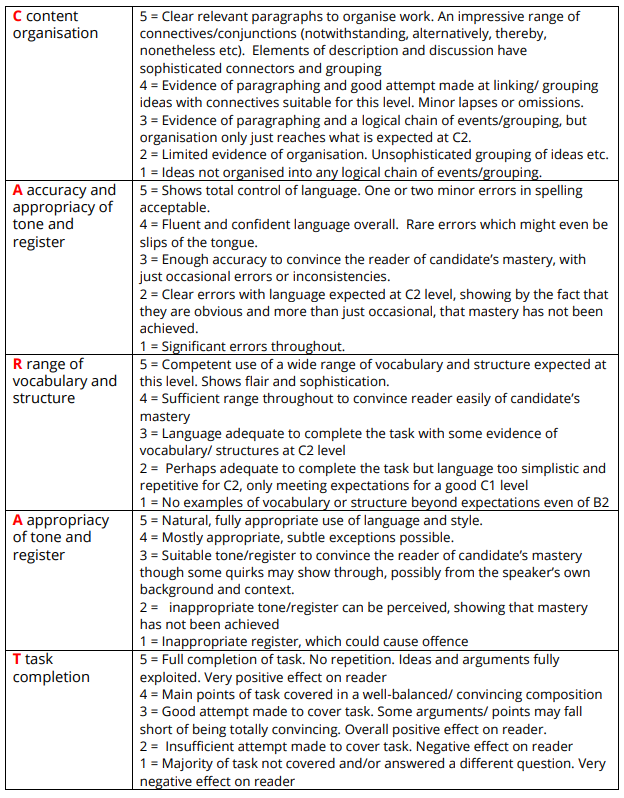 C content
organisation
5 = Clear relevant paragraphs to organise work. An impressive range of
connectives/conjunctions (notwithstanding, alternatively, thereby,
nonetheless etc).  Elements of description and discussion have
sophisticated connectors and grouping
4 = Evidence of paragraphing and good attempt made at linking/ grouping
ideas with connectives suitable for this level. Minor lapses or omissions.
3 = Evidence of paragraphing and a logical chain of events/grouping, but
organisation only just reaches what is expected at C2.
2 = Limited evidence of organisation. Unsophisticated grouping of ideas etc.
1 = Ideas not organised into any logical chain of events/grouping.
A accuracy and
appropriacy of
tone and
register
5 = Shows total control of language. One or two minor errors in spelling
acceptable.
4 = Fluent and confident language overall.  Rare errors which might even be
slips of the tongue.
3 = Enough accuracy to convince the reader of candidate's mastery, with
just occasional errors or inconsistencies.
2 = Clear errors with language expected at C2 level, showing by the fact that
they are obvious and more than just occasional, that mastery has not been
achieved.
1 = Significant errors throughout.
R range of
vocabulary and
structure
5 = Competent use of a wide range of vocabulary and structure expected at
this level. Shows flair and sophistication.
4 = Sufficient range throughout to convince reader easily of candidate's
mastery
3 = Language adequate to complete the task with some evidence of
vocabulary/ structures at C2 level
2 =  Perhaps adequate to complete the task but language too simplistic and
repetitive for C2, only meeting expectations for a good C1 level
1 = No examples of vocabulary or structure beyond expectations even of B2
A appropriacy
of tone and
register
5 = Natural, fully appropriate use of language and style.
4 = Mostly appropriate, subtle exceptions possible.
3 = Suitable tone/register to convince the reader of candidate's mastery
though some quirks may show through, possibly from the speaker's own
background and context.
2 =   inappropriate tone/register can be perceived, showing that mastery
has not been achieved
1 = Inappropriate register, which could cause offence
T task
completion
5 = Full completion of task. No repetition. Ideas and arguments fully
exploited. Very positive effect on reader
4 = Main points of task covered in a well-balanced/ convincing composition
3 = Good attempt made to cover task. Some arguments/ points may fall
short of being totally convincing. Overall positive effect on reader.
2 =  Insufficient attempt made to cover task. Negative effect on reader
1 = Majority of task not covered and/or answered a different question. Very
negative effect on reader